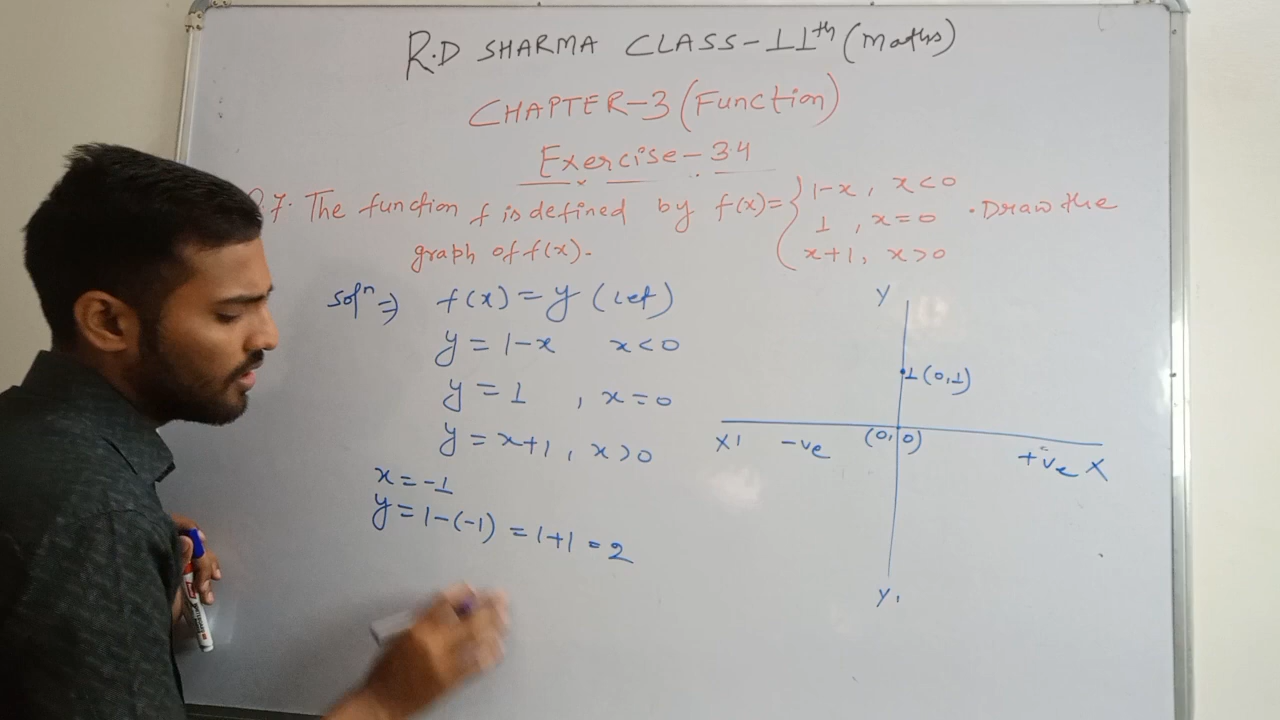 R.D SHARMA CLASS-11th (Maths)
CHAPTER-3 (Function)
Exercise-3.4
7. The function f is defined by f(x)= { 1-x, x<0
1, x=0
x+1, x>0 . Draw the
graph of f(x).
Soln ⇒ f(x)=y (Let)
y = 1-x x<0
y = 1 , x=0
y = x+1, x>0
x = -1
y = 1-(-1) = 1+1 = 2
Y
1 (0,1)
X' -ve (0,0) +ve X
Y'